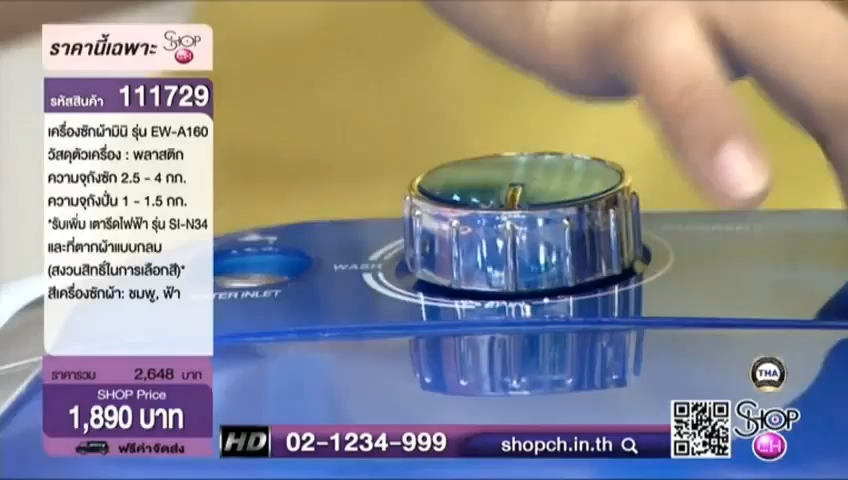 ราคานี้เฉพาะ SHOP CH
รหัสสินค้า 111729
เครื่องซักผ้ามินิ รุ่น EW-A160
วัสดุตัวเครื่อง : พลาสติก
ความจุถังซัก 2.5 - 4 กก.
ความจุถังปั่น 1 - 1.5 กก.
*รับเพิ่ม เตารีดไฟฟ้า รุ่น SI-N34
และที่ตากผ้าแบบกลม
(สงวนสิทธิ์ในการเลือกสี)*
สีเครื่องซักผ้า: ชมพู, ฟ้า
ราคารวม 2,648 บาท
SHOP Price
1,890 บาท
ฟรีค่าจัดส่ง
WASH
WATER INLET
HD 02-1234-999 shopch.in.th
THA
SHOP CH